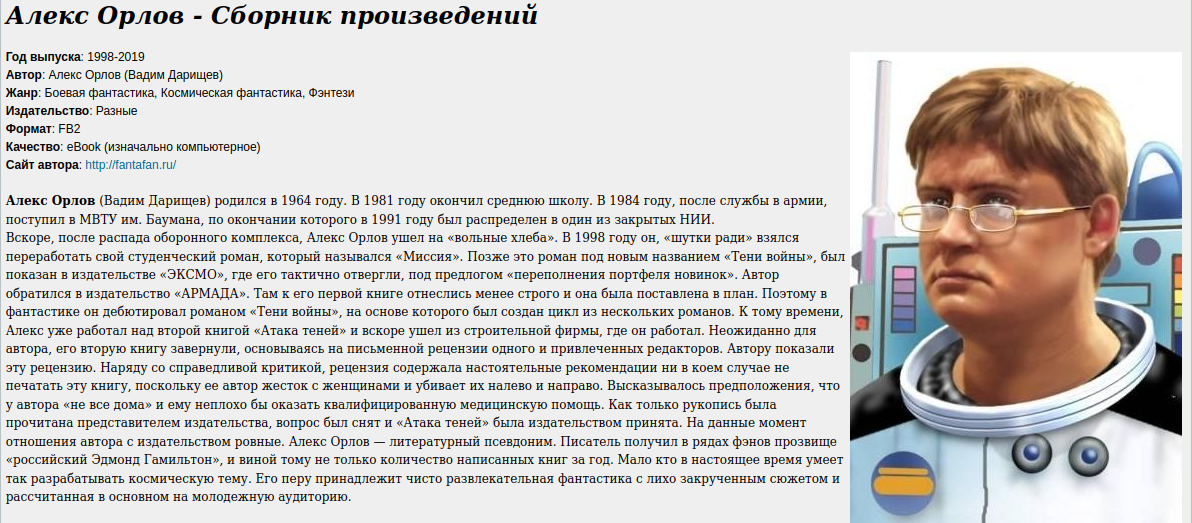 Алекс Орлов - Сборник произведений
Год выпуска: 1998-2019
Автор: Алекс Орлов (Вадим Дарищев)
Жанр: Боевая фантастика, Космическая фантастика, Фэнтези
Издательство: Разные
Формат: FB2
Качество: eBook (изначально компьютерное)
Сайт автора: http://fantafan.ru/
Алекс Орлов (Вадим Дарищев) родился в 1964 году. В 1981 году окончил среднюю школу. В 1984 году, после службы в армии,
поступил в МВТУ им. Баумана, по окончании которого в 1991 году был распределен в один из закрытых НИИ.
Вскоре, после распада оборонного комплекса, Алекс Орлов ушел на «вольные хлеба». В 1998 году он, «шутки ради» взялся
переработать свой студенческий роман, который назывался «Миссия». Позже это роман под новым названием «Тени войны», был
показан в издательстве «ЭКСМО», где его тактично отвергли, под предлогом «переполнения портфеля новинок». Автор
обратился в издательство «АРМАДА». Там к его первой книге отнеслись менее строго и она была поставлена в план. Поэтому в
фантастике он дебютировал романом «Тени войны», на основе которого был создан цикл из нескольких романов. К тому времени,
Алекс уже работал над второй книгой «Атака теней» и вскоре ушел из строительной фирмы, где он работал. Неожиданно для
автора, его вторую книгу завернули, основываясь на письменной рецензии одного и привлеченных редакторов. Автору показали
эту рецензию. Наряду со справедливой критикой, рецензия содержала настоятельные рекомендации ни в коем случае не
печатать эту книгу, поскольку ее автор жесток с женщинами и убивает их налево и направо. Высказывалось предположения, что
у автора «не все дома» и ему неплохо бы оказать квалифицированную медицинскую помощь. Как только рукопись была
прочитана представителем издательства, вопрос был снят и «Атака теней» была издательством принята. На данные момент
отношения автора с издательством ровные. Алекс Орлов — литературный псевдоним. Писатель получил в рядах фэнов прозвище
«российский Эдмонд Гамильтон», и виной тому не только количество написанных книг за год. Мало кто в настоящее время умеет
так разрабатывать космическую тему. Его перу принадлежит чисто развлекательная фантастика с лихо закрученным сюжетом и
рассчитанная в основном на молодежную аудиторию.